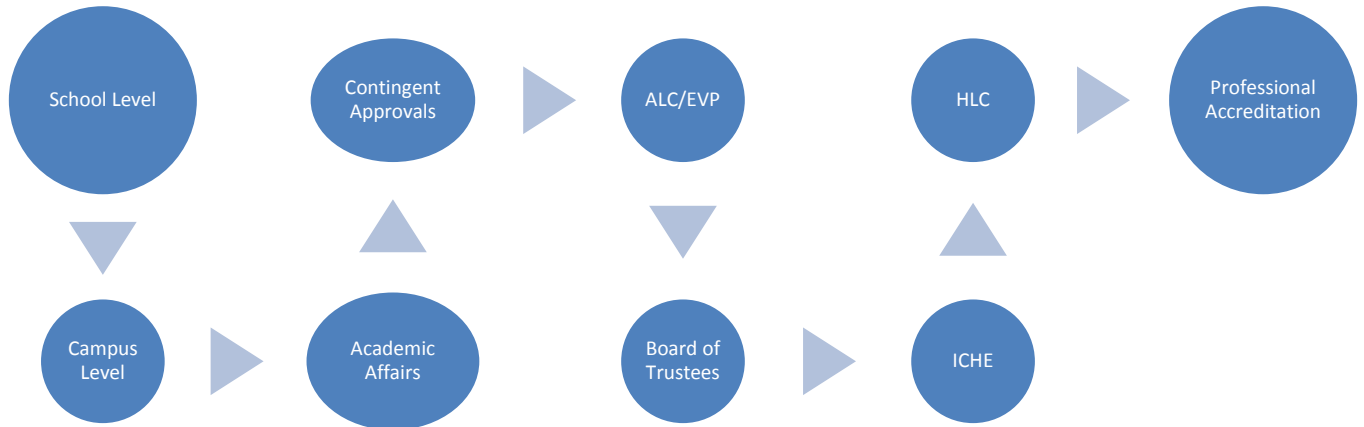 School Level
Campus
Level
Academic
Affairs
Contingent
Approvals
ALC/EVP
Board of
Trustees
ICHE
HLC
Professional
Accreditation